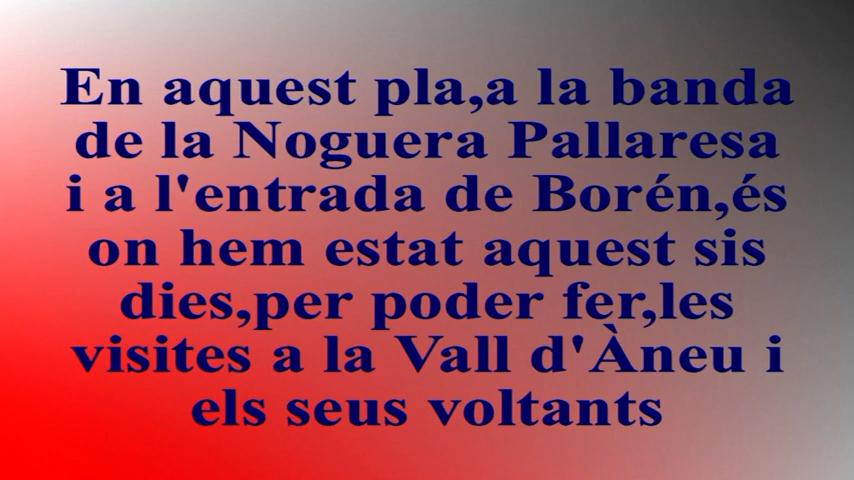 En aquest pla,a la banda
de la Noguera Pallaresa
i a l'entrada de Borén,és
on hem estat aquest sis
dies,per poder fer,les
visites a la Vall d'Àneu i
els seus voltants